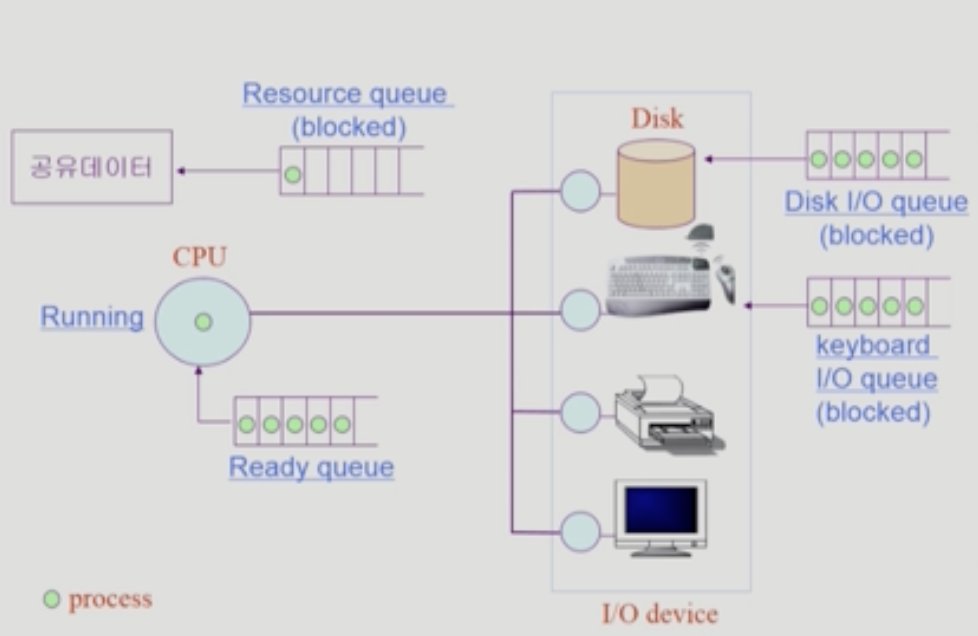 Resource queue
(blocked)
공유데이터
Disk
Disk I/O queue
(blocked)
CPU
Running
keyboard
I/O queue
(blocked)
Ready queue
process
I/O device